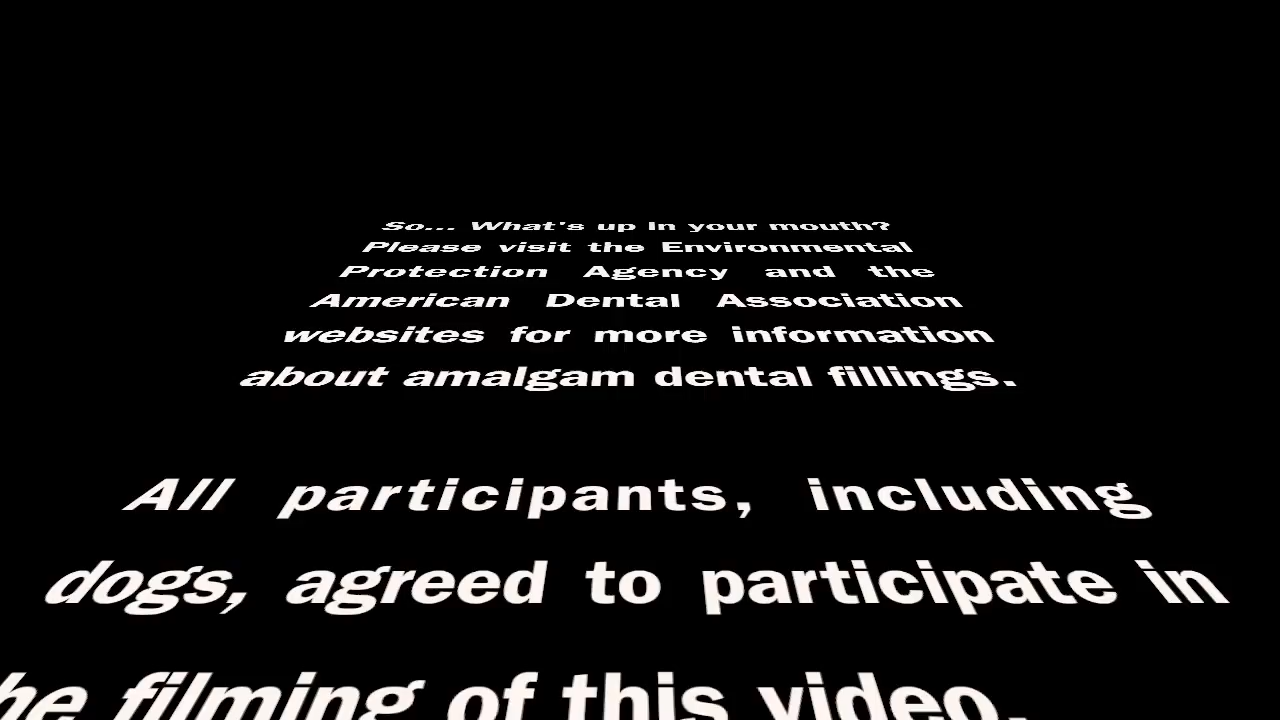 So... What's up in your mouth?
Please visit the Environmental
Protection Agency and the
American Dental Association
websites for more information
about amalgam dental fillings.
All participants, including
dogs, agreed to participate in
he filming of this video.